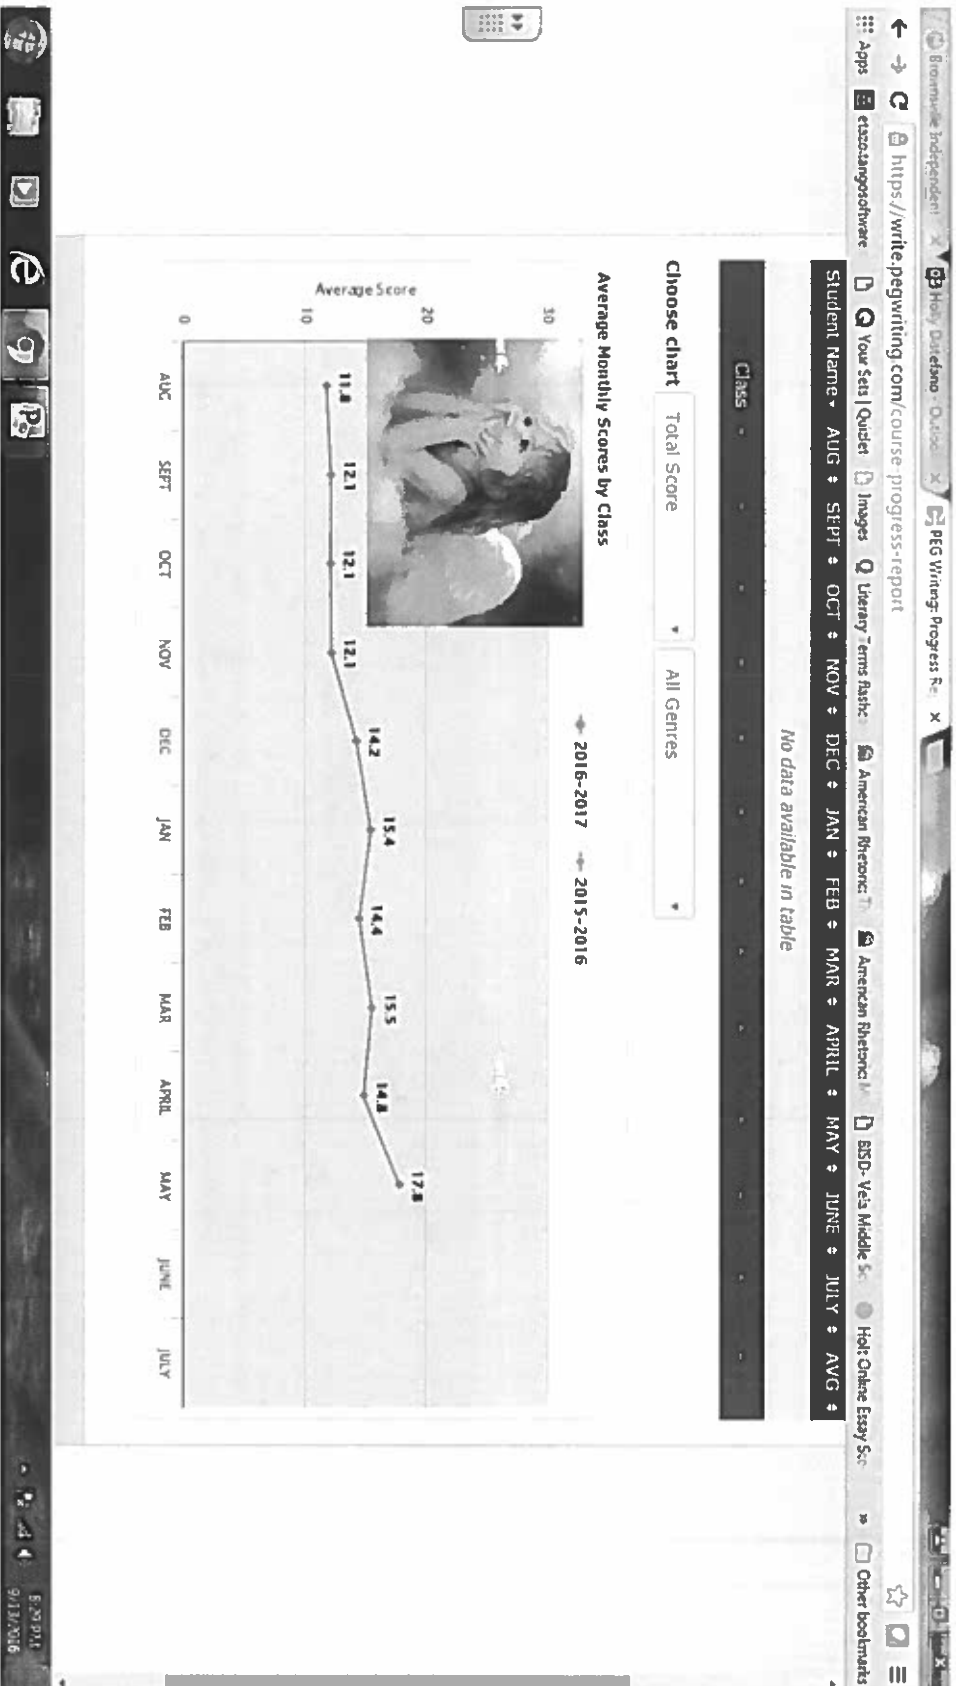 Brownsville Independent
PEG Writing: Progress Re
https://write.pegwriting.com/course-progress-report
Apps
Your Sets | Quizlet
Images
Literary Terms flashc
American Rhetoric: T
American Rhetoric: M
BISD- Vela Middle Sc
Holt Online Essay Sco
Other bookmarks
Student Name AUG SEPT OCT NOV DEC JAN FEB MAR APRIL MAY JUNE JULY AVG
No data available in table
Class
Choose chart Total Score All Genres
Average Monthly Scores by Class
2016-2017 2015-2016
Average Score
30
20
10
0
11.8 12.1 12.1 12.1 14.2 15.4 14.4 15.5 14.8 17.8
AUG SEPT OCT NOV DEC JAN FEB MAR APRIL MAY JUNE JULY
9/13/2016